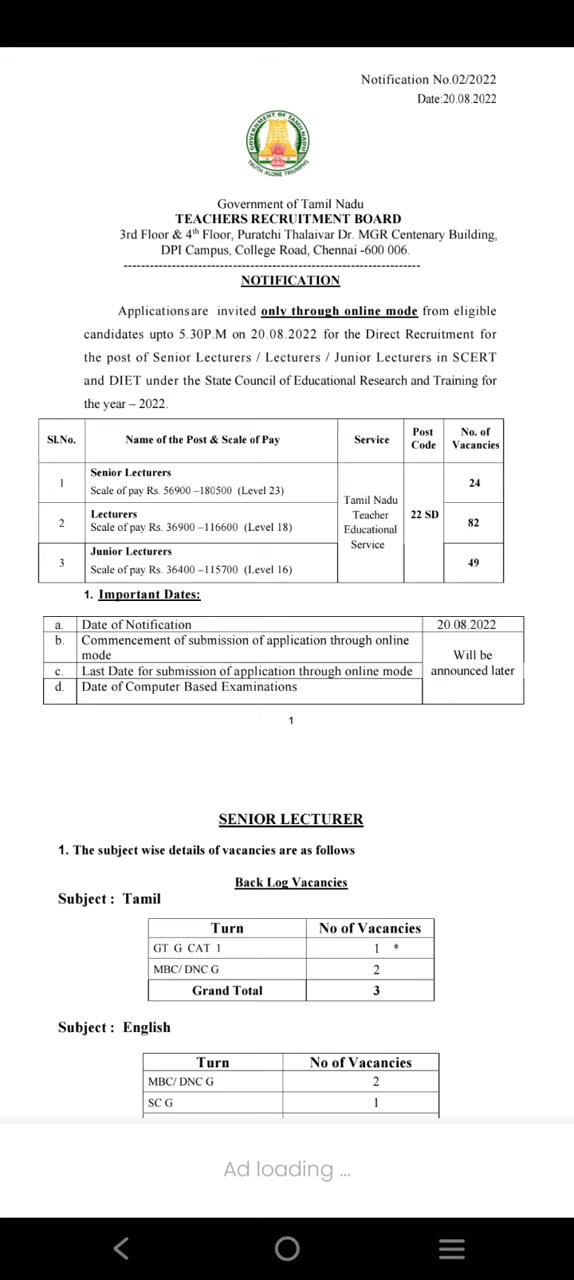 Notification No.02/2022
Date:20.08.2022
GOVERNMENT OF TAMILNADU
TRUTH ALONE TRIUMPHS
Government of Tamil Nadu
TEACHERS RECRUITMENT BOARD
3rd Floor & 4th Floor, Puratchi Thalaivar Dr. MGR Centenary Building,
DPI Campus, College Road, Chennai -600 006.
--------------------------------------------------------------------
NOTIFICATION
Applications are invited only through online mode from eligible
candidates upto 5.30P.M on 20.08.2022 for the Direct Recruitment for
the post of Senior Lecturers / Lecturers / Junior Lecturers in SCERT
and DIET under the State Council of Educational Research and Training for
the year – 2022.
Sl.No. Name of the Post & Scale of Pay Service Post Code No. of Vacancies
1 Senior Lecturers
Scale of pay Rs. 56900 –180500 (Level 23) 24
2 Lecturers
Scale of pay Rs. 36900 –116600 (Level 18) Tamil Nadu Teacher Educational Service 22 SD 82
3 Junior Lecturers
Scale of pay Rs. 36400 –115700 (Level 16) 49
1. Important Dates:
a. Date of Notification 20.08.2022
b. Commencement of submission of application through online
mode Will be
c. Last Date for submission of application through online mode announced later
d. Date of Computer Based Examinations
1
SENIOR LECTURER
1. The subject wise details of vacancies are as follows
Back Log Vacancies
Subject : Tamil
Turn No of Vacancies
GT G CAT 1 1 *
MBC/ DNC G 2
Grand Total 3
Subject : English
Turn No of Vacancies
MBC/ DNC G 2
SC G 1
Ad loading ...